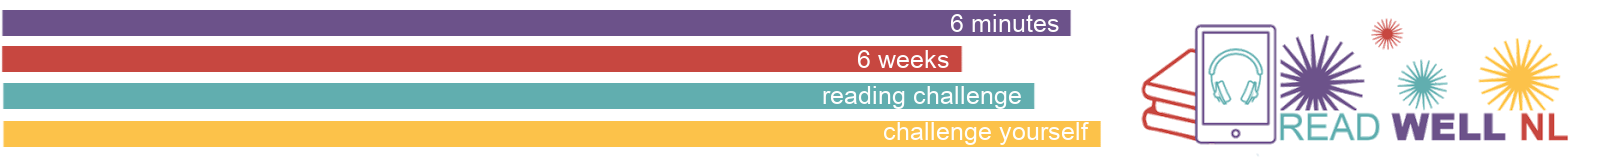 6 minutes
6 weeks
reading challenge
challenge yourself
READ WELL NL